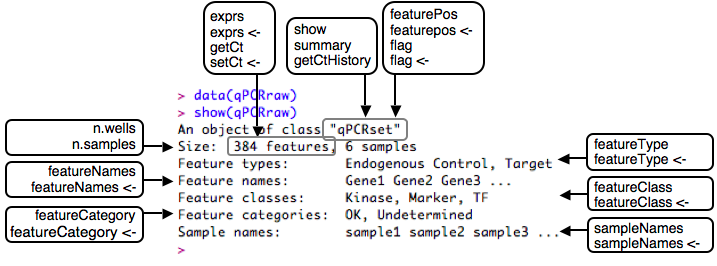 exprs
exprs <-
getCt
setCt <-
show
summary
getCtHistory
featurePos
featurepos <-
flag
flag <-
> data(qPCRraw)
> show(qPCRraw)
An object of class "qPCRset"
Size: 384 features, 6 samples
Feature types: Endogenous Control, Target
Feature names: Gene1 Gene2 Gene3 ...
Feature classes: Kinase, Marker, TF
Feature categories: OK, Undetermined
Sample names: sample1 sample2 sample3 ...
>
n.wells
n.samples
featureNames
featureNames <-
featureCategory
featureCategory <-
featureType
featureType <-
featureClass
featureClass <-
sampleNames
sampleNames <-